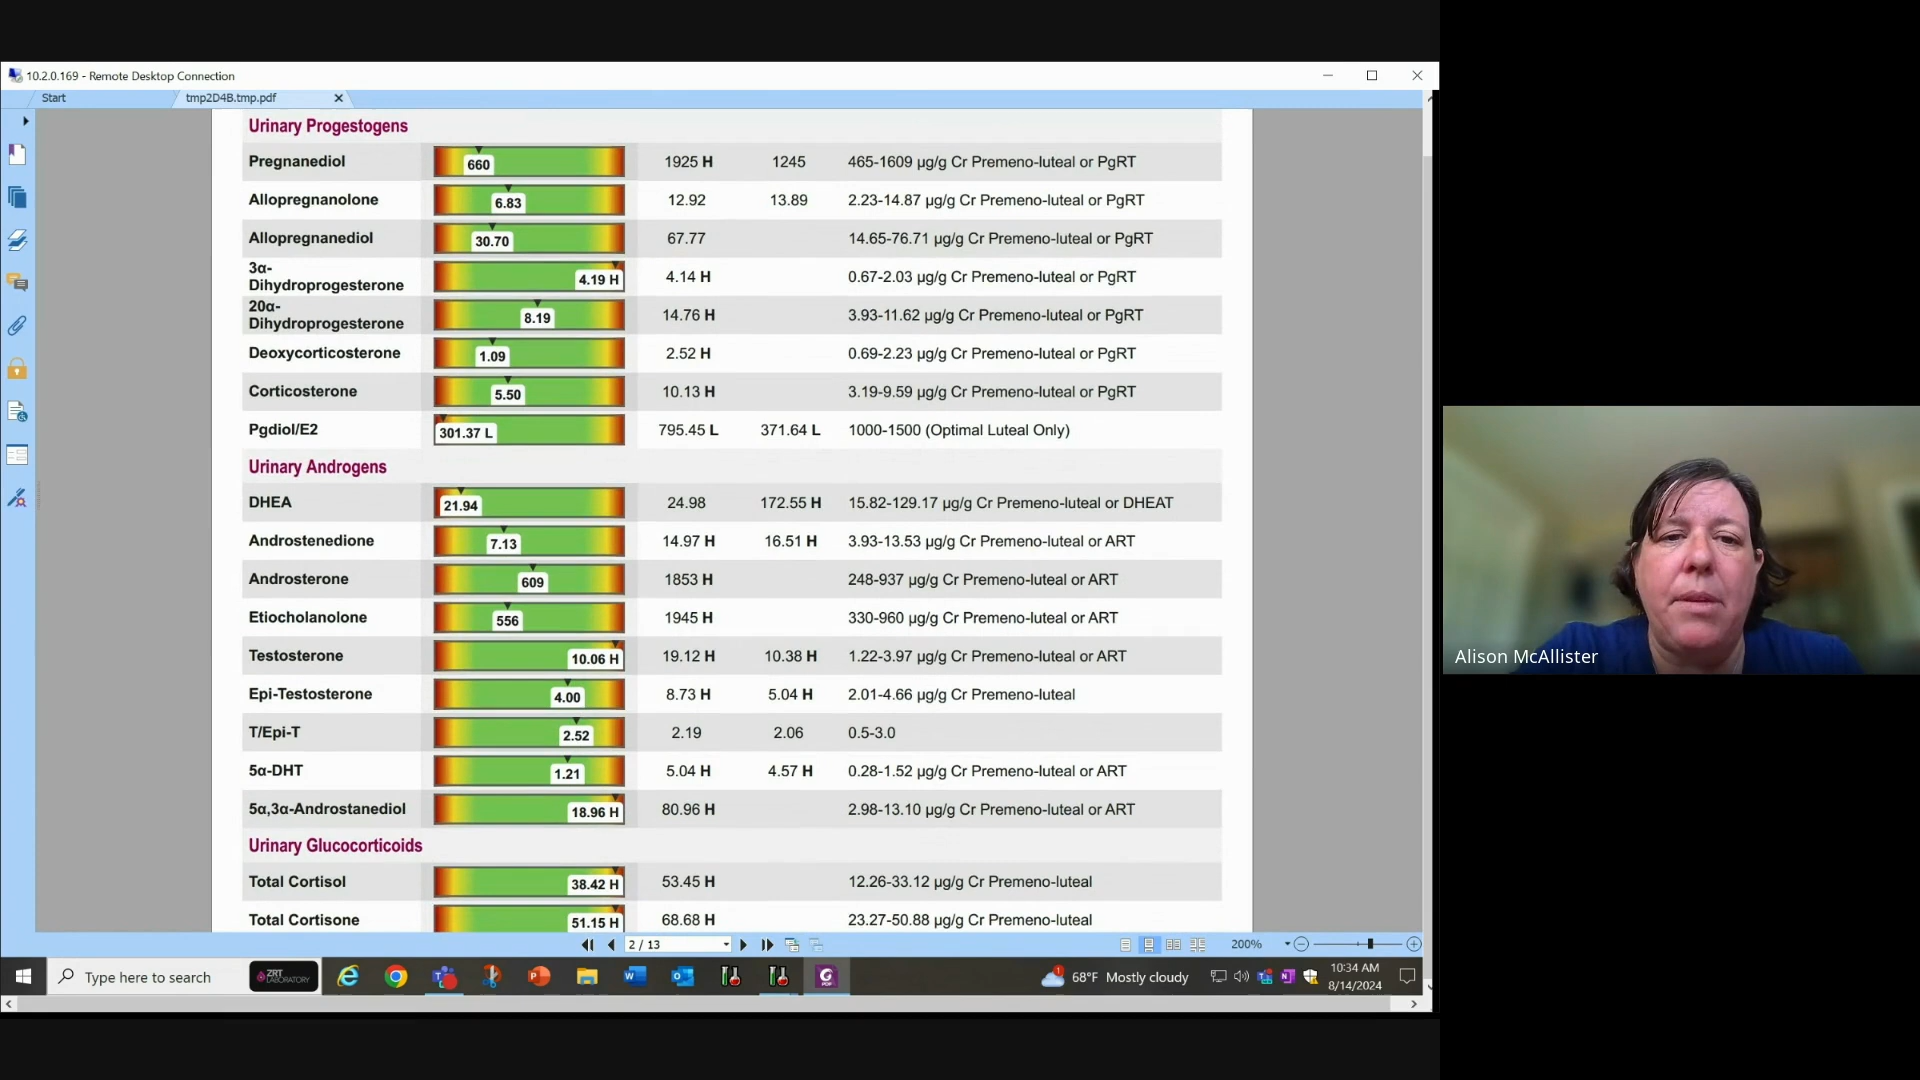 10.2.0.169 - Remote Desktop Connection
Start tmp2D4B.tmp.pdf
Urinary Progestogens
Pregnanediol 660 1925 H 1245 465-1609 µg/g Cr Premeno-luteal or PgRT
Allopregnanolone 6.83 12.92 13.89 2.23-14.87 µg/g Cr Premeno-luteal or PgRT
Allopregnanediol 30.70 67.77 14.65-76.71 µg/g Cr Premeno-luteal or PgRT
3α-
Dihydroprogesterone 4.19 H 4.14 H 0.67-2.03 µg/g Cr Premeno-luteal or PgRT
20α-
Dihydroprogesterone 8.19 14.76 H 3.93-11.62 µg/g Cr Premeno-luteal or PgRT
Deoxycorticosterone 1.09 2.52 H 0.69-2.23 µg/g Cr Premeno-luteal or PgRT
Corticosterone 5.50 10.13 H 3.19-9.59 µg/g Cr Premeno-luteal or PgRT
Pgdiol/E2 301.37 L 795.45 L 371.64 L 1000-1500 (Optimal Luteal Only)
Urinary Androgens
DHEA 21.94 24.98 172.55 H 15.82-129.17 µg/g Cr Premeno-luteal or DHEAT
Androstenedione 7.13 14.97 H 16.51 H 3.93-13.53 µg/g Cr Premeno-luteal or ART
Androsterone 609 1853 H 248-937 µg/g Cr Premeno-luteal or ART
Etiocholanolone 556 1945 H 330-960 µg/g Cr Premeno-luteal or ART
Testosterone 10.06 H 19.12 H 10.38 H 1.22-3.97 µg/g Cr Premeno-luteal or ART
Epi-Testosterone 4.00 8.73 H 5.04 H 2.01-4.66 µg/g Cr Premeno-luteal
T/Epi-T 2.52 2.19 2.06 0.5-3.0
5α-DHT 1.21 5.04 H 4.57 H 0.28-1.52 µg/g Cr Premeno-luteal or ART
5α,3α-Androstanediol 18.96 H 80.96 H 2.98-13.10 µg/g Cr Premeno-luteal or ART
Urinary Glucocorticoids
Total Cortisol 38.42 H 53.45 H 12.26-33.12 µg/g Cr Premeno-luteal
Total Cortisone 51.15 H 68.68 H 23.27-50.88 µg/g Cr Premeno-luteal
2 / 13 200%
Type here to search ZRT LABORATORY 68°F Mostly cloudy 10:34 AM
8/14/2024
Alison McAllister